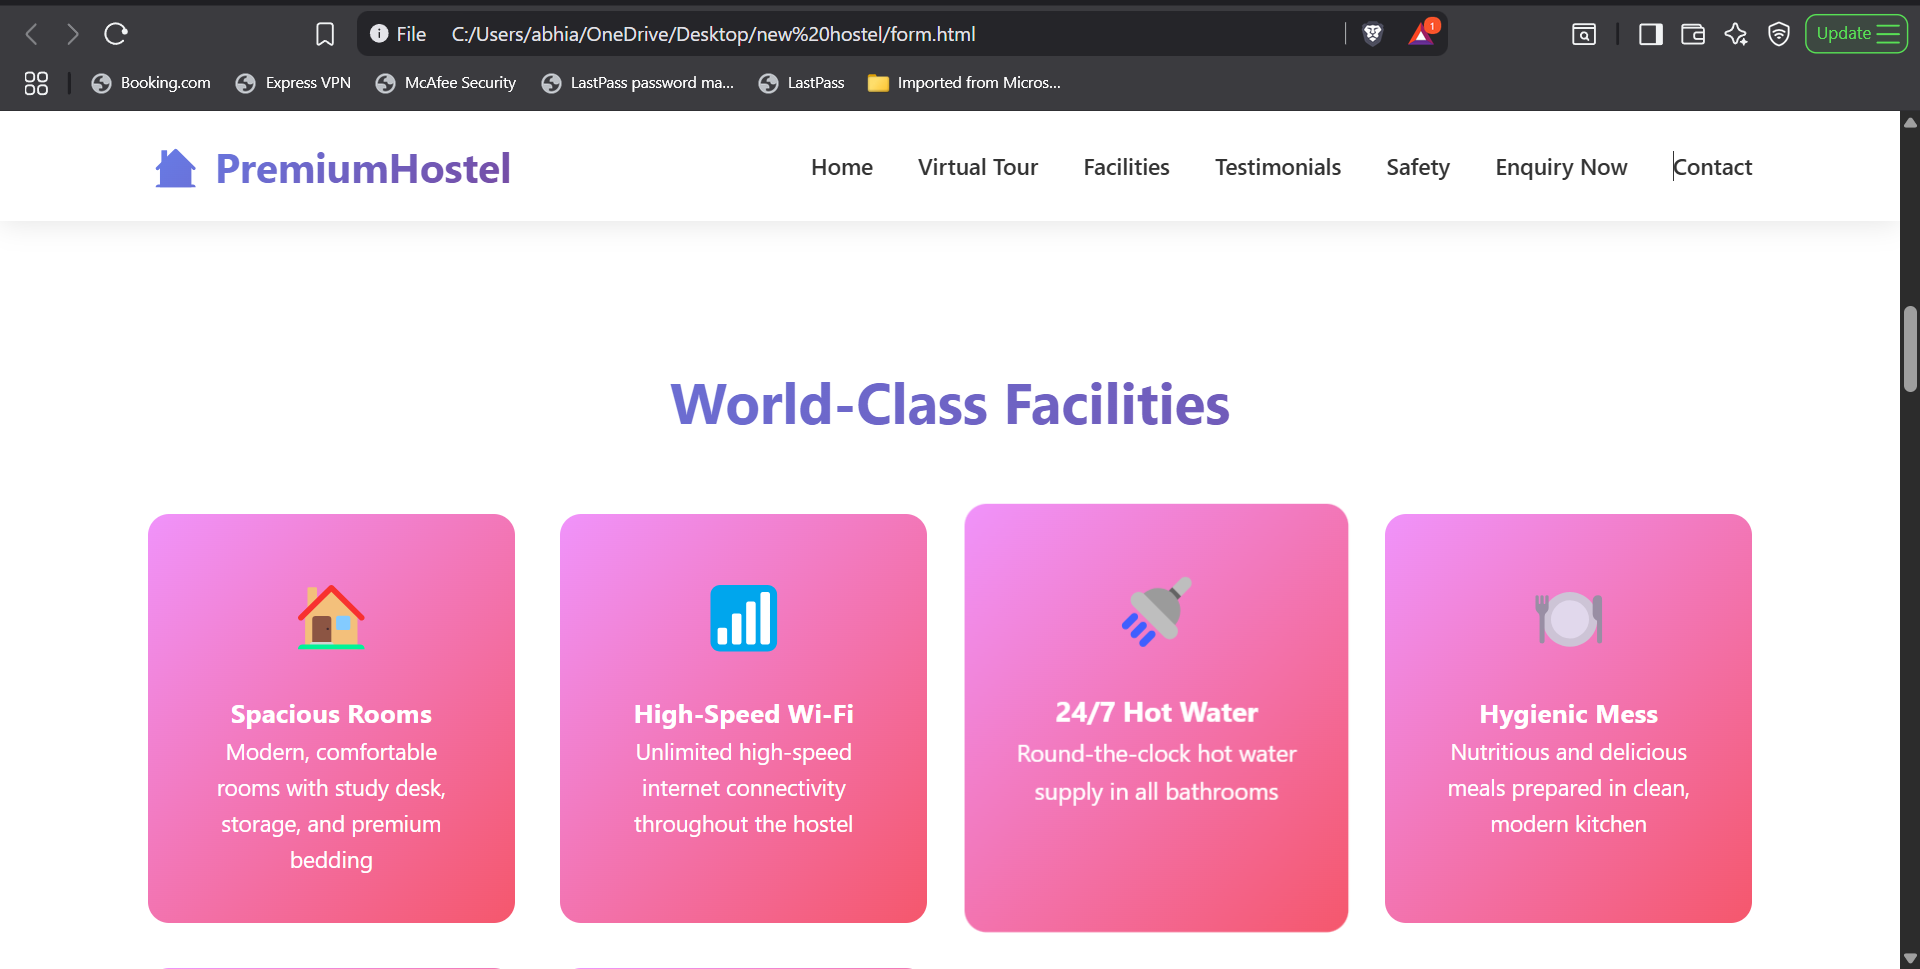 File C:/Users/abhia/OneDrive/Desktop/new%20hostel/form.html
1
Update
Booking.com Express VPN McAfee Security LastPass password ma... LastPass Imported from Micros...
PremiumHostel
Home Virtual Tour Facilities Testimonials Safety Enquiry Now Contact
World-Class Facilities
Spacious Rooms
Modern, comfortable
rooms with study desk,
storage, and premium
bedding
High-Speed Wi-Fi
Unlimited high-speed
internet connectivity
throughout the hostel
24/7 Hot Water
Round-the-clock hot water
supply in all bathrooms
Hygienic Mess
Nutritious and delicious
meals prepared in clean,
modern kitchen